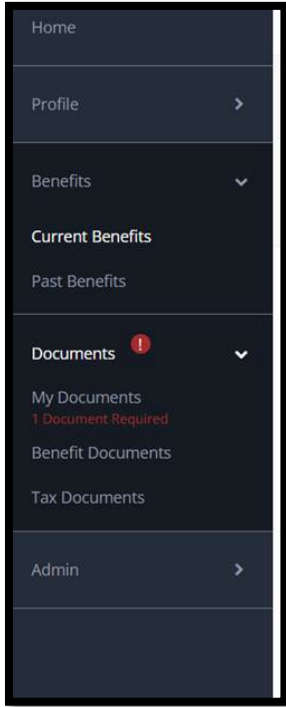 Home
Profile
Benefits
Current Benefits
Past Benefits
Documents !
My Documents
1 Document Required
Benefit Documents
Tax Documents
Admin